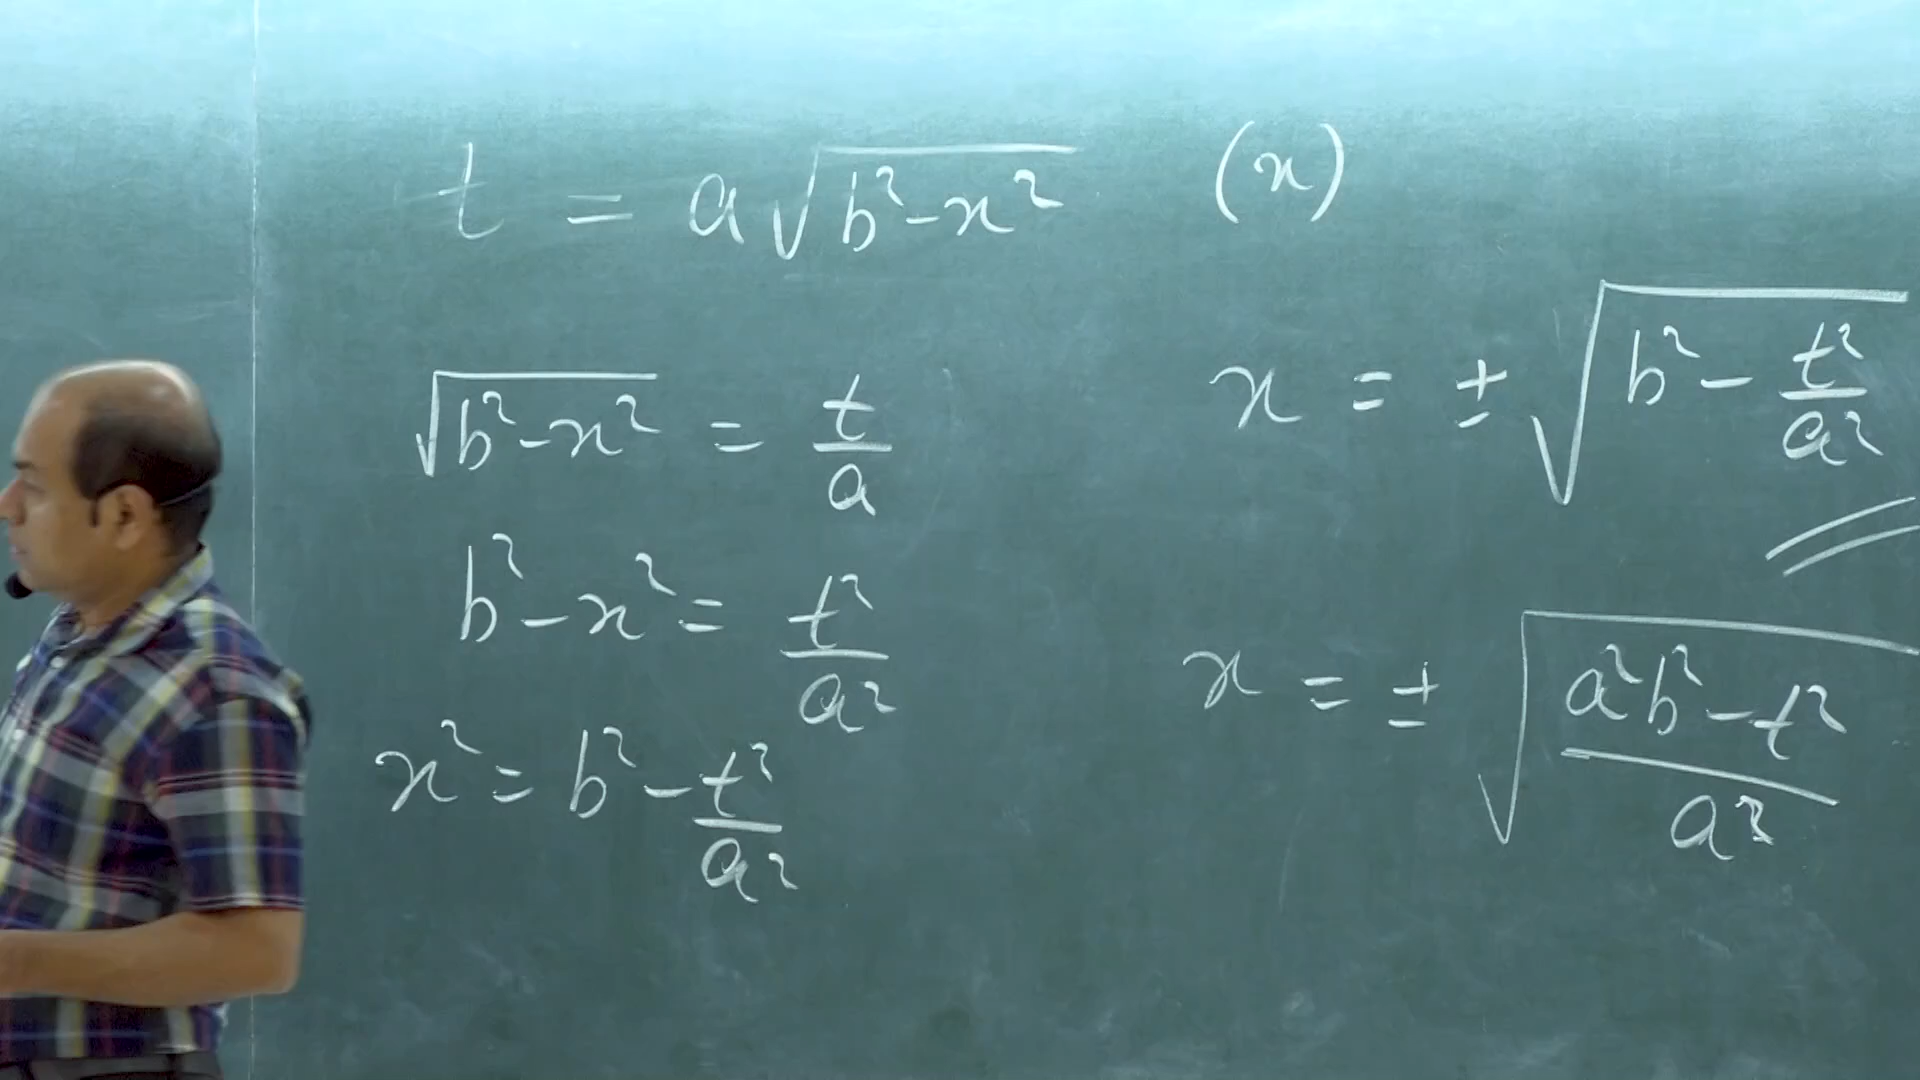 t = a√(b²-x²) (x)
√(b²-x²) = t/a
b²-x² = t²/a²
x² = b² - t²/a²
x = ± √(b² - t²/a²)
x = ± √((a²b²-t²)/a²)